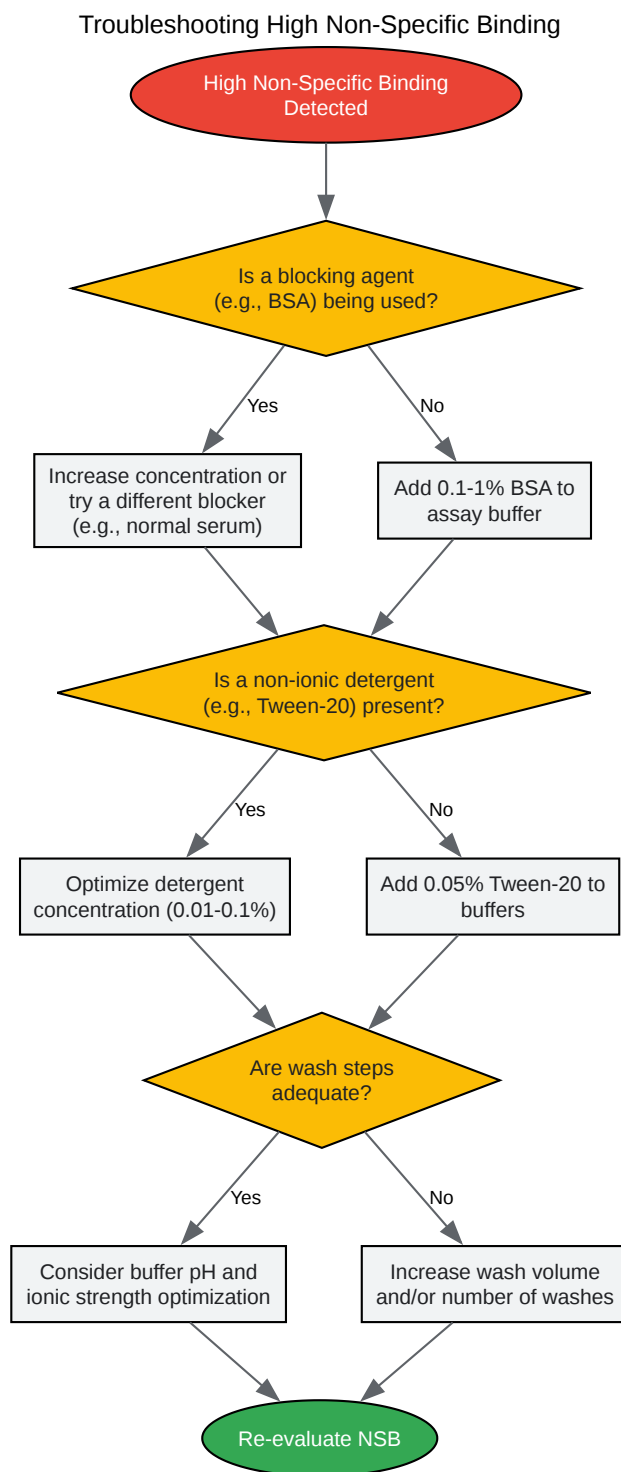 Troubleshooting High Non-Specific Binding
High Non-Specific Binding
Detected
Is a blocking agent
(e.g., BSA) being used?
Yes
No
Increase concentration or
try a different blocker
(e.g., normal serum)
Add 0.1-1% BSA to
assay buffer
Is a non-ionic detergent
(e.g., Tween-20) present?
Yes
No
Optimize detergent
concentration (0.01-0.1%)
Add 0.05% Tween-20 to
buffers
Are wash steps
adequate?
Yes
No
Consider buffer pH and
ionic strength optimization
Increase wash volume
and/or number of washes
Re-evaluate NSB